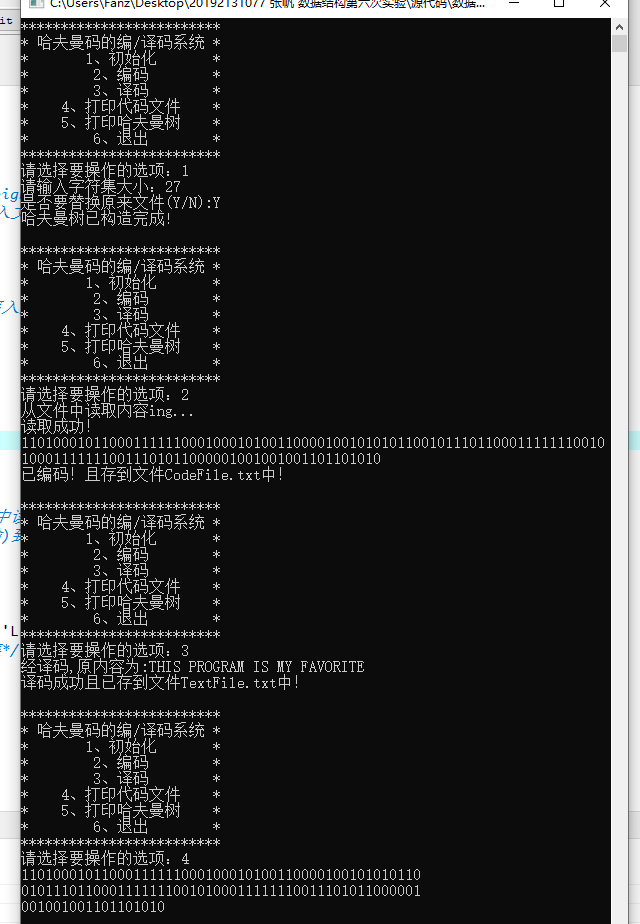 C:\Users\Fanz\Desktop\20192131077 张帆 数据结构第六次实验\源代码\数据...
*************************
* 哈夫曼码的编/译码系统 *
* 1、初始化 *
* 2、编码 *
* 3、译码 *
* 4、打印代码文件 *
* 5、打印哈夫曼树 *
* 6、退出 *
*************************
请选择要操作的选项：1
请输入字符集大小：27
是否要替换原来文件(Y/N):Y
哈夫曼树已构造完成!
*************************
* 哈夫曼码的编/译码系统 *
* 1、初始化 *
* 2、编码 *
* 3、译码 *
* 4、打印代码文件 *
* 5、打印哈夫曼树 *
* 6、退出 *
*************************
请选择要操作的选项：2
从文件中读取内容ing...
读取成功!
1101000101100011111100010001010011000010010101011001011101100011111110010
100011111110011101011000001001001001101101010
已编码! 且存到文件CodeFile.txt中!
*************************
* 哈夫曼码的编/译码系统 *
* 1、初始化 *
* 2、编码 *
* 3、译码 *
* 4、打印代码文件 *
* 5、打印哈夫曼树 *
* 6、退出 *
*************************
请选择要操作的选项：3
经译码,原内容为:THIS PROGRAM IS MY FAVORITE
译码成功且已存到文件TextFile.txt中!
*************************
* 哈夫曼码的编/译码系统 *
* 1、初始化 *
* 2、编码 *
* 3、译码 *
* 4、打印代码文件 *
* 5、打印哈夫曼树 *
* 6、退出 *
*************************
请选择要操作的选项：4
11010001011000111111000100010100110000100101010110
01011101100011111110010100011111110011101011000001
001001001101101010